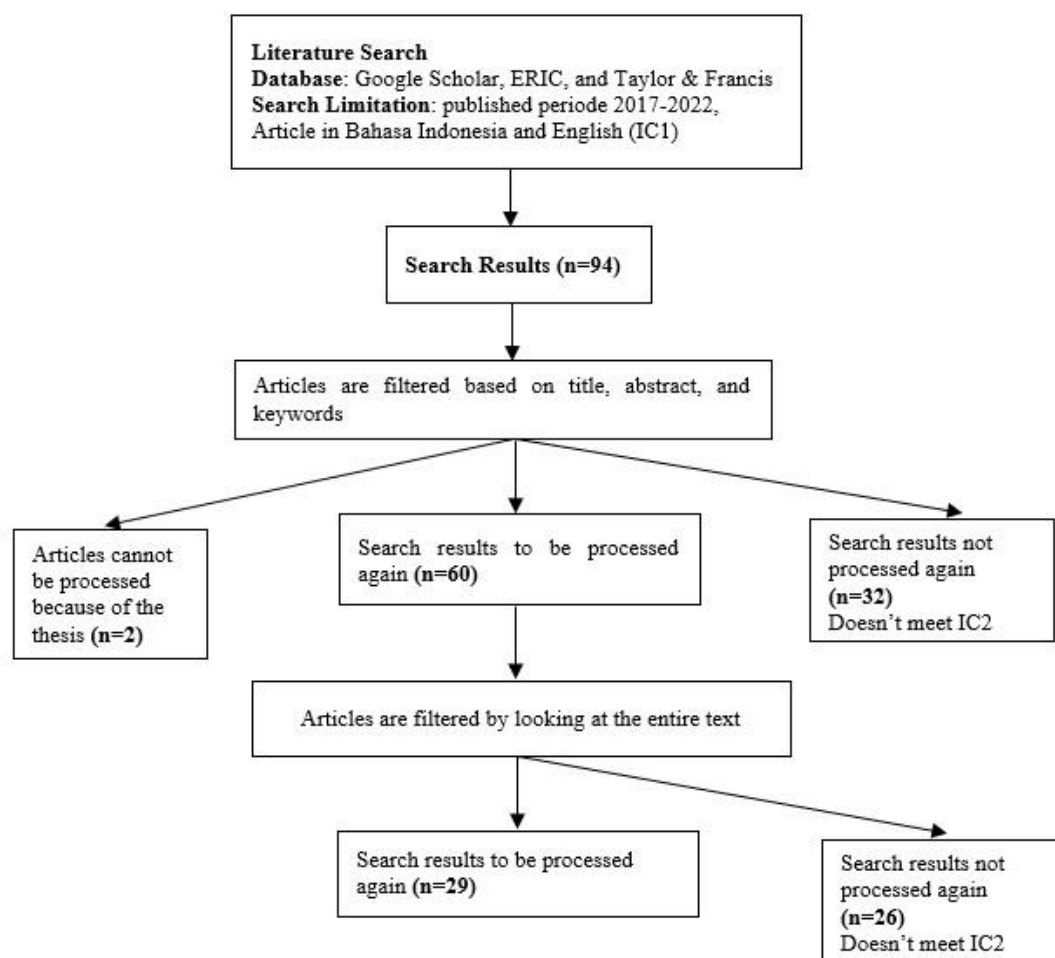 Literature Search
Database: Google Scholar, ERIC, and Taylor & Francis
Search Limitation: published periode 2017-2022,
Article in Bahasa Indonesia and English (IC1)
Search Results (n=94)
Articles are filtered based on title, abstract, and
keywords
Articles cannot
be processed
because of the
thesis (n=2)
Search results to be processed
again (n=60)
Search results not
processed again
(n=32)
Doesn't meet IC2
Articles are filtered by looking at the entire text
Search results to be processed
again (n=29)
Search results not
processed again
(n=26)
Doesn't meet IC2